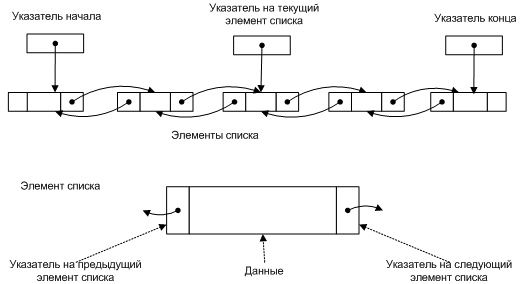 Указатель начала
Указатель на текущий
элемент списка
Указатель конца
Элементы списка
Элемент списка
Указатель на предыдущий
элемент списка
Данные
Указатель на следующий
элемент списка